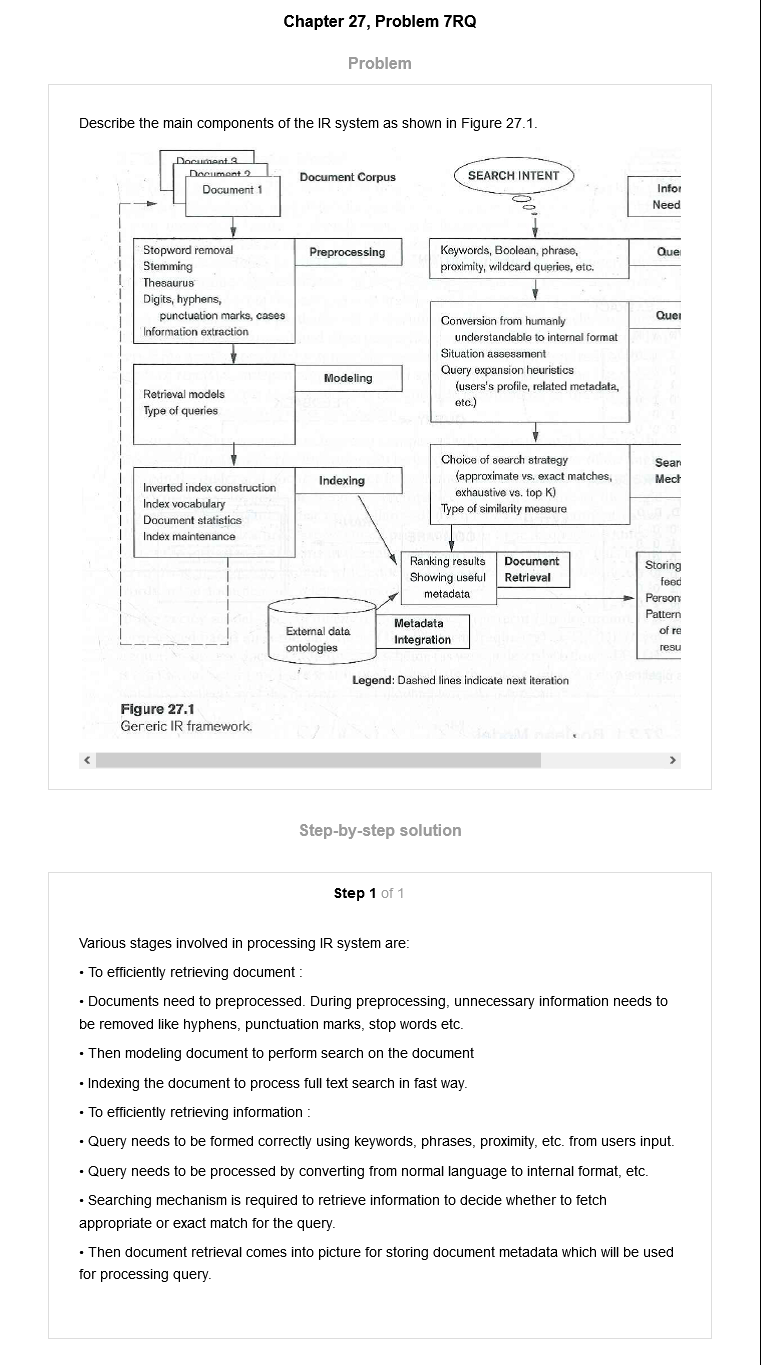 Chapter 27, Problem 7RQ
Problem
Describe the main components of the IR system as shown in Figure 27.1.
Document 3
Document 2
Document 1
Document Corpus
Stopword removal
Stemming
Thesaurus
Digits, hyphens,
punctuation marks, cases
Information extraction
Preprocessing
Retrieval models
Type of queries
Modeling
Inverted index construction
Index vocabulary
Document statistics
Index maintenance
Indexing
SEARCH INTENT
Infor
Need
Keywords, Boolean, phrase,
proximity, wildcard queries, etc.
Que
Conversion from humanly
understandable to internal format
Situation assessment
Query expansion heuristics
(users's profile, related metadata,
etc.)
Quer
Choice of search strategy
(approximate vs. exact matches,
exhaustive vs. top K)
Type of similarity measure
Sear
Mech
Ranking results
Showing useful
metadata
Document
Retrieval
External data
ontologies
Metadata
Integration
Storing
feed
Person
Pattern
of re
resu
Legend: Dashed lines indicate next iteration
Figure 27.1
Generic IR framework.
Step-by-step solution
Step 1 of 1
Various stages involved in processing IR system are:
• To efficiently retrieving document :
• Documents need to preprocessed. During preprocessing, unnecessary information needs to
be removed like hyphens, punctuation marks, stop words etc.
• Then modeling document to perform search on the document
• Indexing the document to process full text search in fast way.
• To efficiently retrieving information :
• Query needs to be formed correctly using keywords, phrases, proximity, etc. from users input.
• Query needs to be processed by converting from normal language to internal format, etc.
• Searching mechanism is required to retrieve information to decide whether to fetch
appropriate or exact match for the query.
• Then document retrieval comes into picture for storing document metadata which will be used
for processing query.